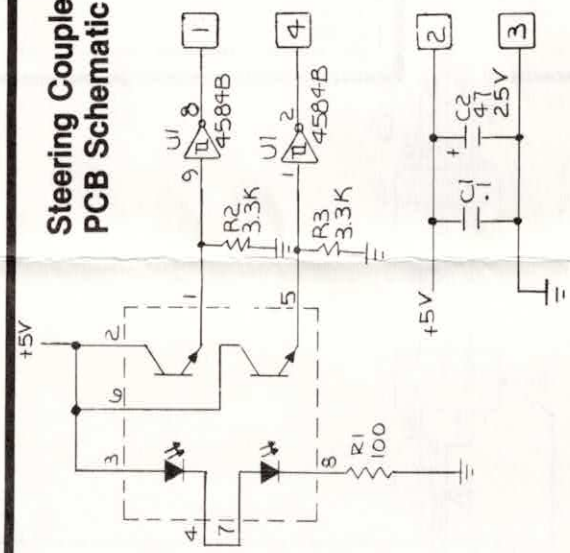 Steering Couple
PCB Schematic
+5V
2
6
3
1
5
4
7
8
R1
100
R2
3.3K
R3
3.3K
U1
9
8
4584B
1
U1
1
2
4584B
4
+5V
C1
.1
+
C2
47
25V
2
3